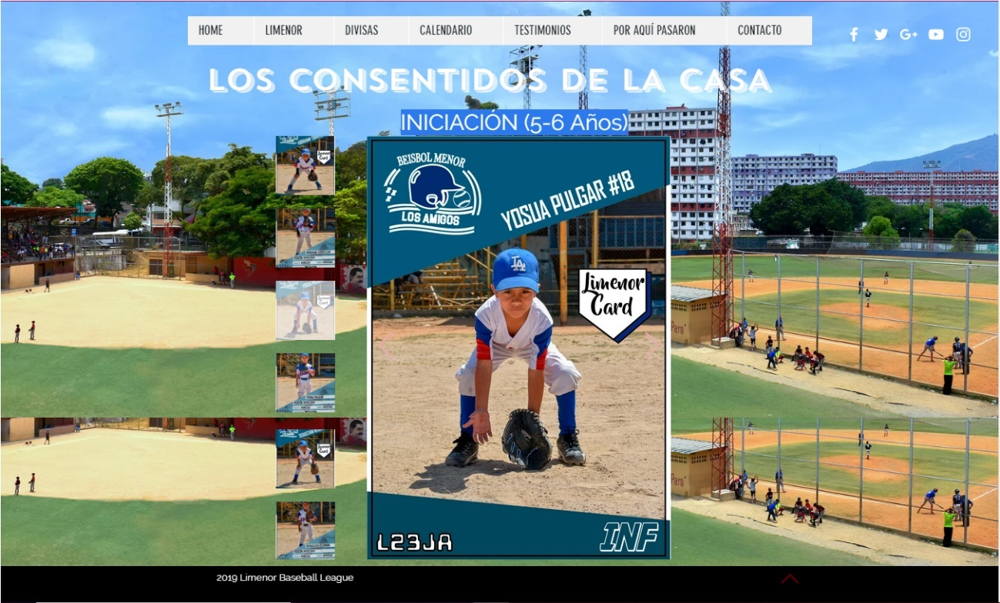 HOME
LIMENOR
DIVISAS
CALENDARIO
TESTIMONIOS
POR AQUÍ PASARON
CONTACTO
LOS CONSENTIDOS DE LA CASA
INICIACIÓN (5-6 Años)
BEISBOL MENOR
LOS AMIGOS
YOSUA PULGAR #18
LA
Limenor
Card
L23JA
INF
2019 Limenor Baseball League